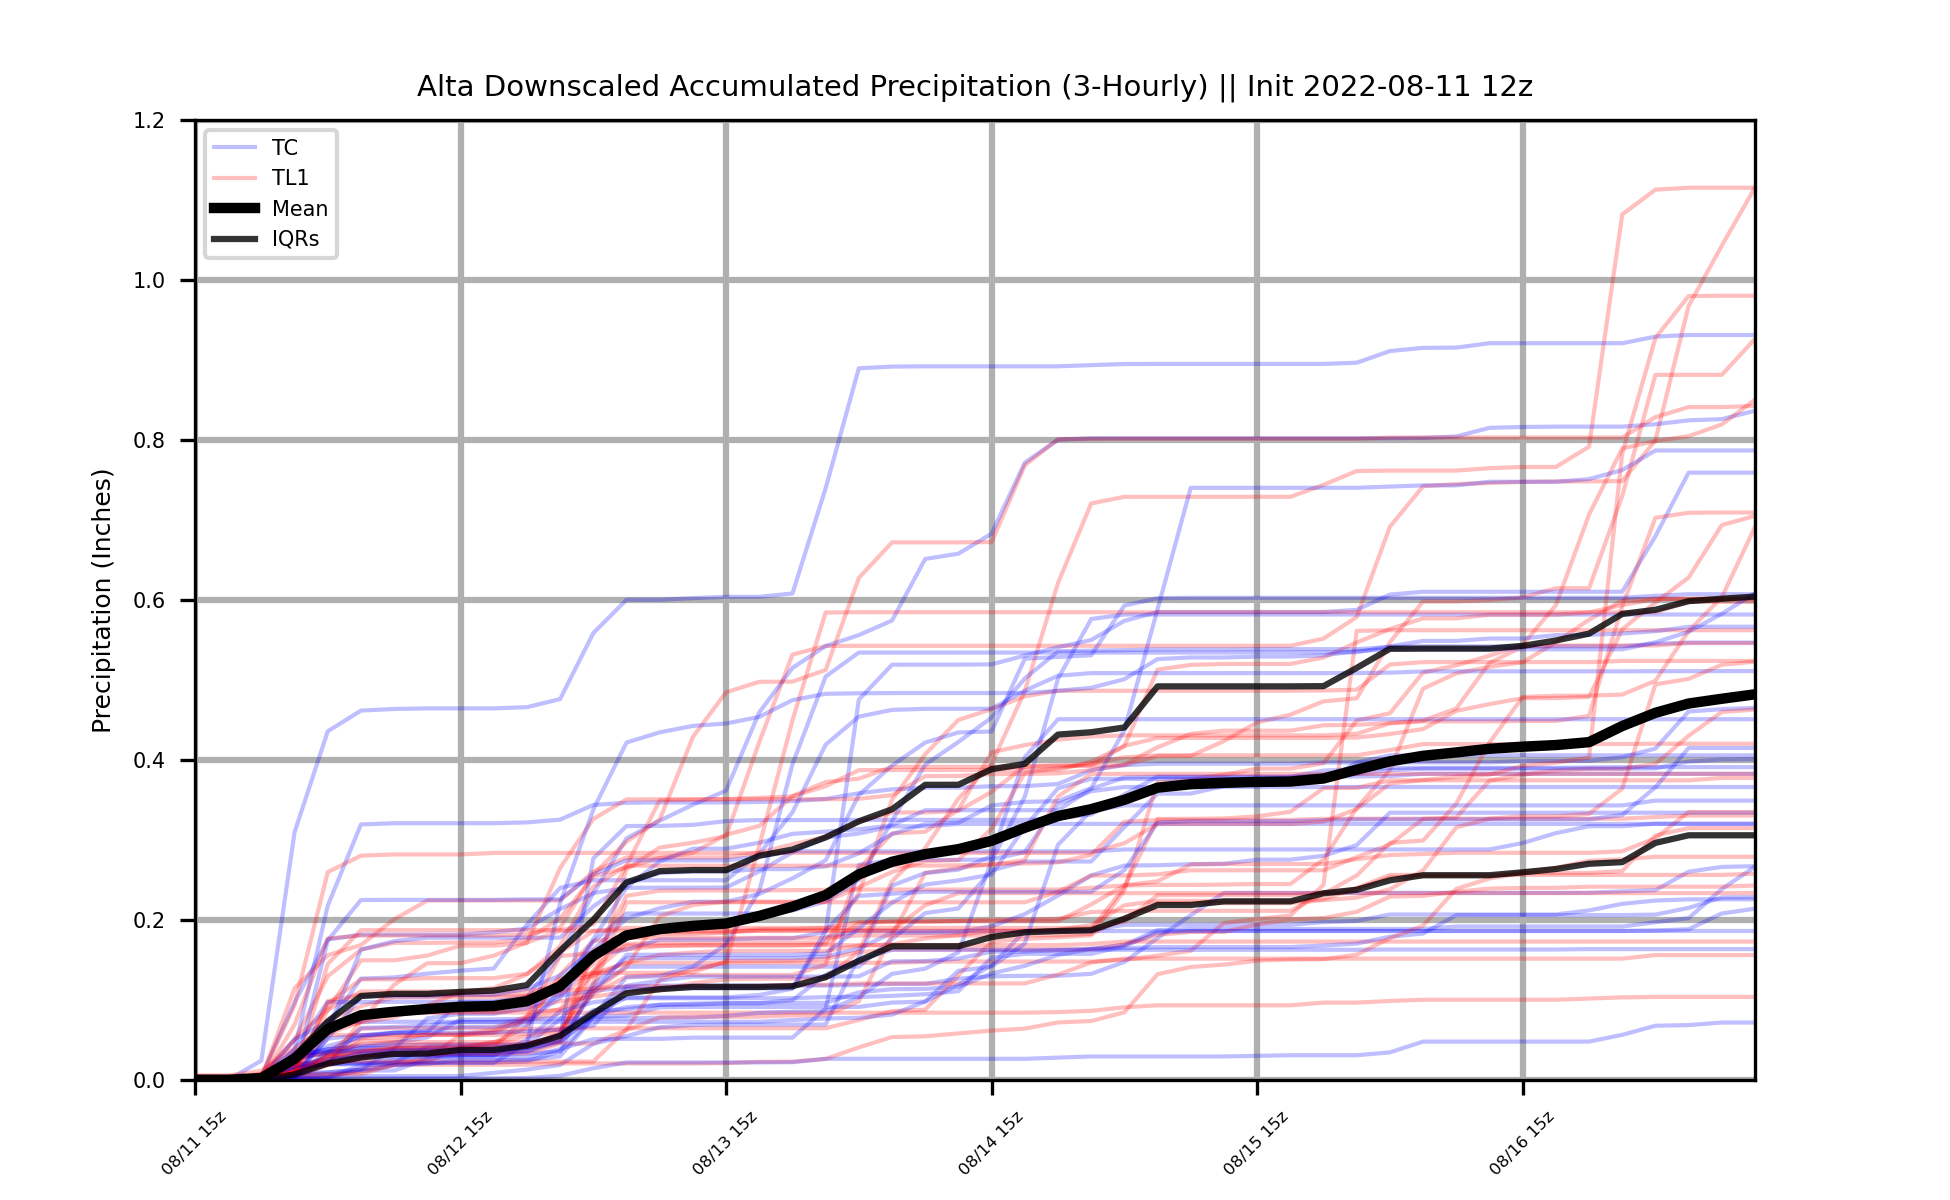 Alta Downscaled Accumulated Precipitation (3-Hourly) || Init 2022-08-11 12z
1.2
1.0
0.8
0.6
0.4
0.2
0.0
Precipitation (Inches)
TC
TL1
Mean
IQRs
08/11 15z
08/12 15z
08/13 15z
08/14 15z
08/15 15z
08/16 15z